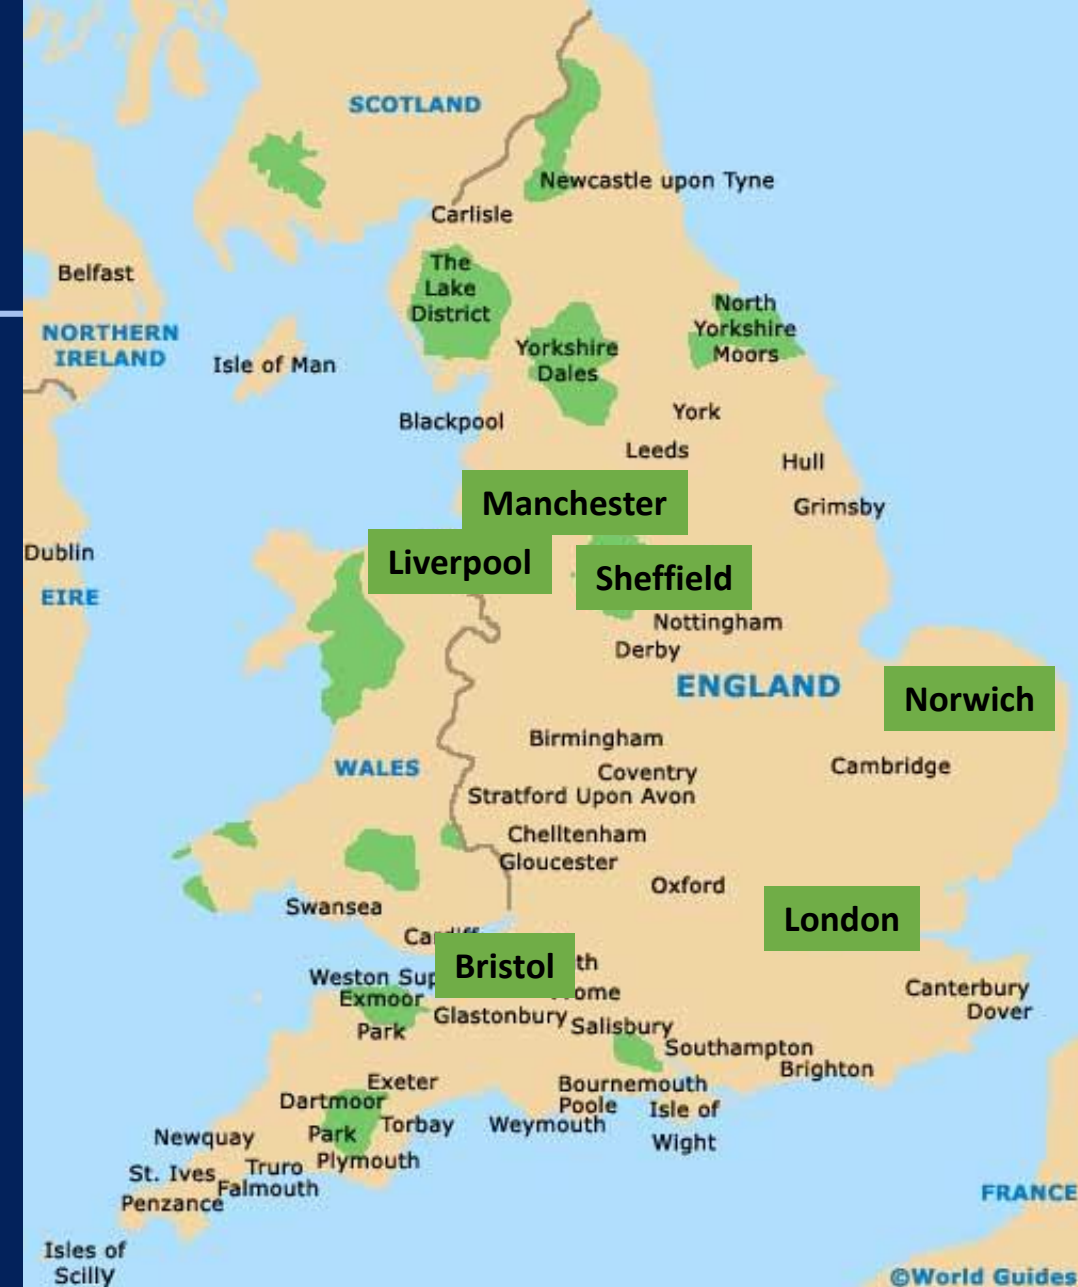 SCOTLAND
Newcastle upon Tyne
Carlisle
The
Lake
District
Belfast
North
Yorkshire
Moors
NORTHERN
IRELAND
Isle of Man
Yorkshire
Dales
York
Blackpool
Leeds
Hull
Manchester
Grimsby
Dublin
Liverpool
Sheffield
EIRE
Nottingham
Derby
ENGLAND
Norwich
Birmingham
WALES
Cambridge
Coventry
Stratford Upon Avon
Chelltenham
Gloucester
Oxford
Swansea
London
Bristol
Weston
Exmoor
Park
Canterbury
Dover
Glastonbury
Salisbury
Southampton
Brighton
Exeter
Bournemouth
Poole
Dartmoor
Park
Torbay
Weymouth
Isle of
Wight
Newquay
Plymouth
St. Ives
Truro
Falmouth
Penzance
FRANCE
Isles of
Scilly
©World Guides